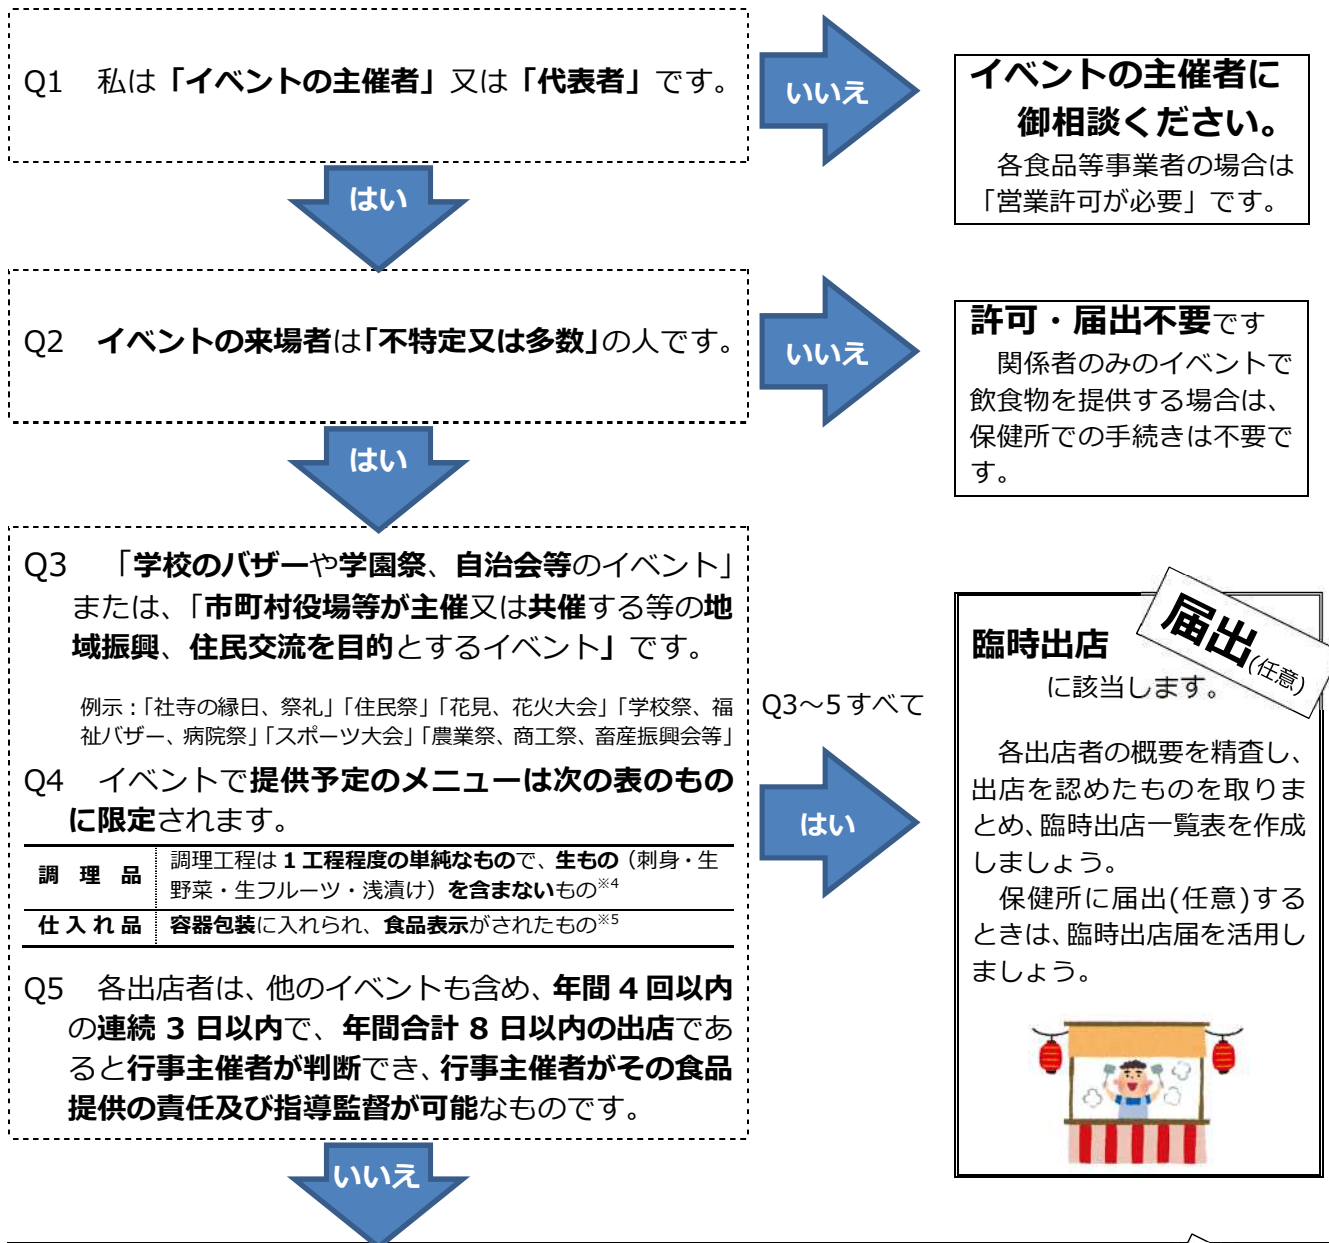 Q1　私は「イベントの主催者」又は「代表者」です。
いいえ
イベントの主催者に
御相談ください。
各食品等事業者の場合は
「営業許可が必要」です。
はい
Q2　イベントの来場者は「不特定又は多数」の人です。
いいえ
許可・届出不要です
関係者のみのイベントで
飲食物を提供する場合は、
保健所での手続きは不要で
す。
はい
Q3　「学校のバザーや学園祭、自治会等のイベント」
または、「市町村役場等が主催又は共催する等の地
域振興、住民交流を目的とするイベント」です。
例示：「社寺の縁日、祭礼」「住民祭」「花見、花火大会」「学校祭、福
祉バザー、病院祭」「スポーツ大会」「農業祭、商工祭、畜産振興会等」
Q4　イベントで提供予定のメニューは次の表のもの
に限定されます。
調　理　品　調理工程は 1 工程程度の単純なもので、生もの（刺身・生
野菜・生フルーツ・浅漬け）を含まないもの※4
仕入れ品　容器包装に入れられ、食品表示がされたもの※5
Q5　各出店者は、他のイベントも含め、年間 4 回以内
の連続 3 日以内で、年間合計 8 日以内の出店であ
ると行事主催者が判断でき、行事主催者がその食品
提供の責任及び指導監督が可能なものです。
Q3～5 すべて
はい
届出(任意)
臨時出店
に該当します。
各出店者の概要を精査し、
出店を認めたものを取りま
とめ、臨時出店一覧表を作成
しましょう。
保健所に届出(任意)する
ときは、臨時出店届を活用し
ましょう。
いいえ